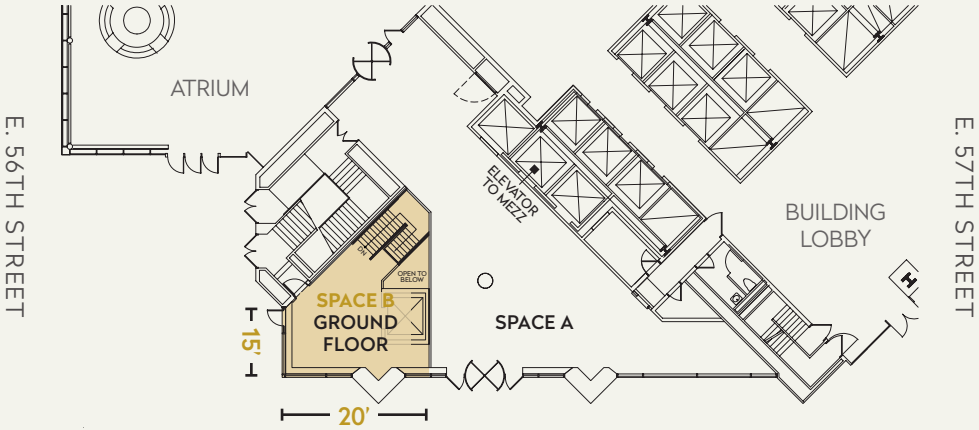 E. 56TH STREET
ATRIUM
ELEVATOR
TO MEZZ
BUILDING
LOBBY
E. 57TH STREET
DN
OPEN TO
BELOW
SPACE B
GROUND
FLOOR
SPACE A
15'
20'